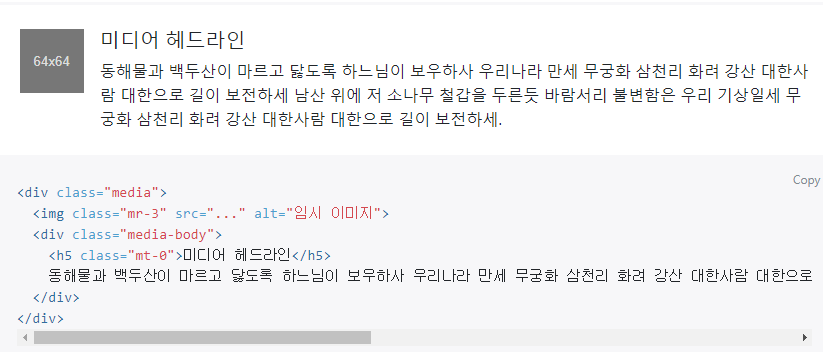 64x64
미디어 헤드라인
동해물과 백두산이 마르고 닳도록 하느님이 보우하사 우리나라 만세 무궁화 삼천리 화려 강산 대한사
람 대한으로 길이 보전하세 남산 위에 저 소나무 철갑을 두른듯 바람서리 불변함은 우리 기상일세 무
궁화 삼천리 화려 강산 대한사람 대한으로 길이 보전하세.
Copy
<div class="media">
  <img class="mr-3" src="..." alt="임시 이미지">
  <div class="media-body">
    <h5 class="mt-0">미디어 헤드라인</h5>
    동해물과 백두산이 마르고 닳도록 하느님이 보우하사 우리나라 만세 무궁화 삼천리 화려 강산 대한사람 대한으로
  </div>
</div>